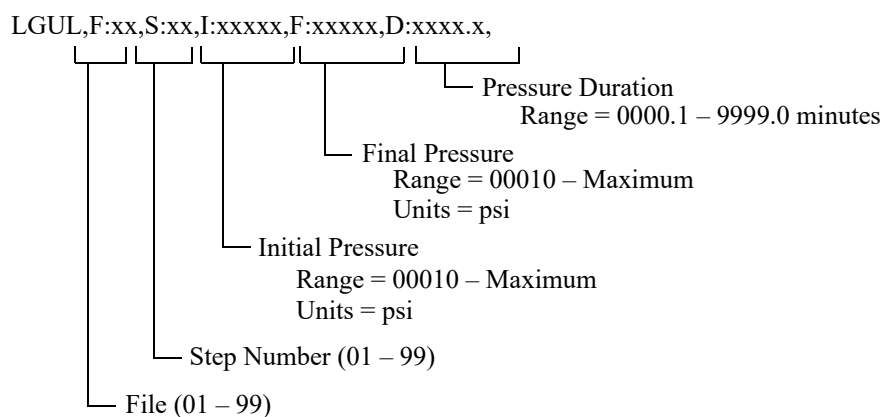 LGUL,F:xx,S:xx,I:xxxxx,F:xxxxx,D:xxxx.x,
Pressure Duration
Range = 0000.1 – 9999.0 minutes
Final Pressure
Range = 00010 – Maximum
Units = psi
Initial Pressure
Range = 00010 – Maximum
Units = psi
Step Number (01 – 99)
File (01 – 99)